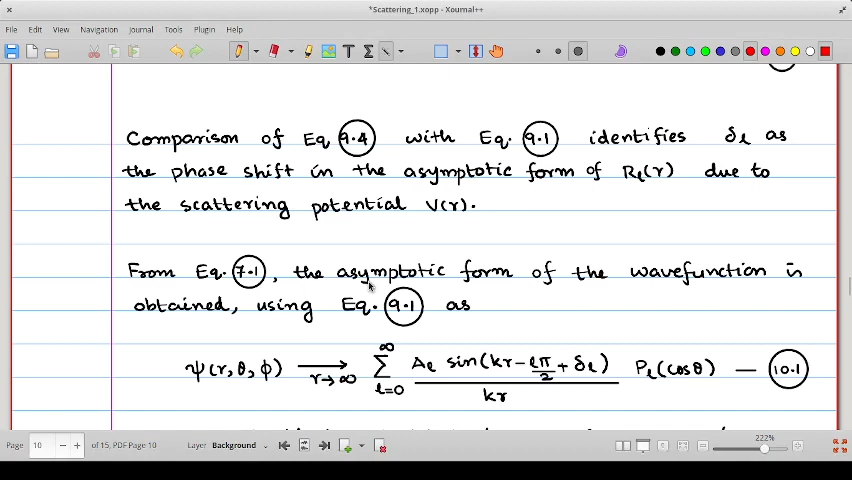 *Scattering_1.xopp - Xournal++
File Edit View Navigation Journal Tools Plugin Help
Comparison of Eq 9.4 with Eq. 9.1 identifies δℓ as
the phase shift in the asymptotic form of Rℓ(r) due to
the scattering potential V(r).
From Eq. 7.1, the asymptotic form of the wavefunction is
obtained, using Eq. 9.1 as
ψ(r,θ,ϕ) ⟶_{r→∞} ∑_{l=0}^{∞} Aℓ sin(kr - ℓπ/2 + δℓ) / kr Pℓ(cosθ) — 10.1
Page 10 of 15, PDF Page 10 Layer Background 222%